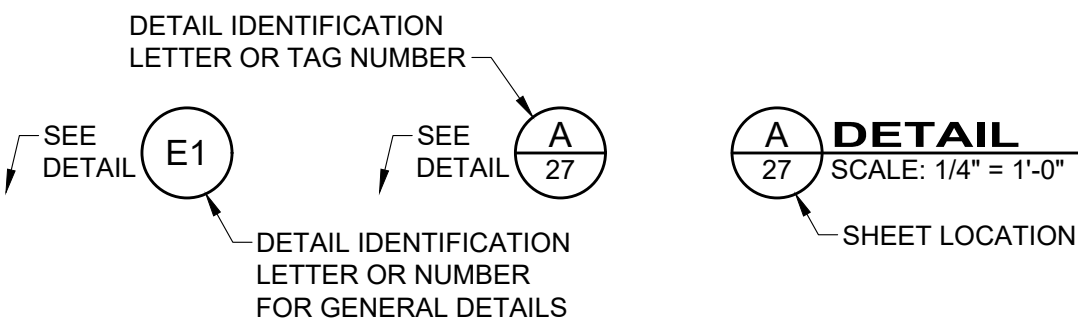 DETAIL IDENTIFICATION
LETTER OR TAG NUMBER
SEE
DETAIL
E1
SEE
DETAIL
A
27
A
27
DETAIL
SCALE: 1/4" = 1'-0"
DETAIL IDENTIFICATION
LETTER OR NUMBER
FOR GENERAL DETAILS
SHEET LOCATION